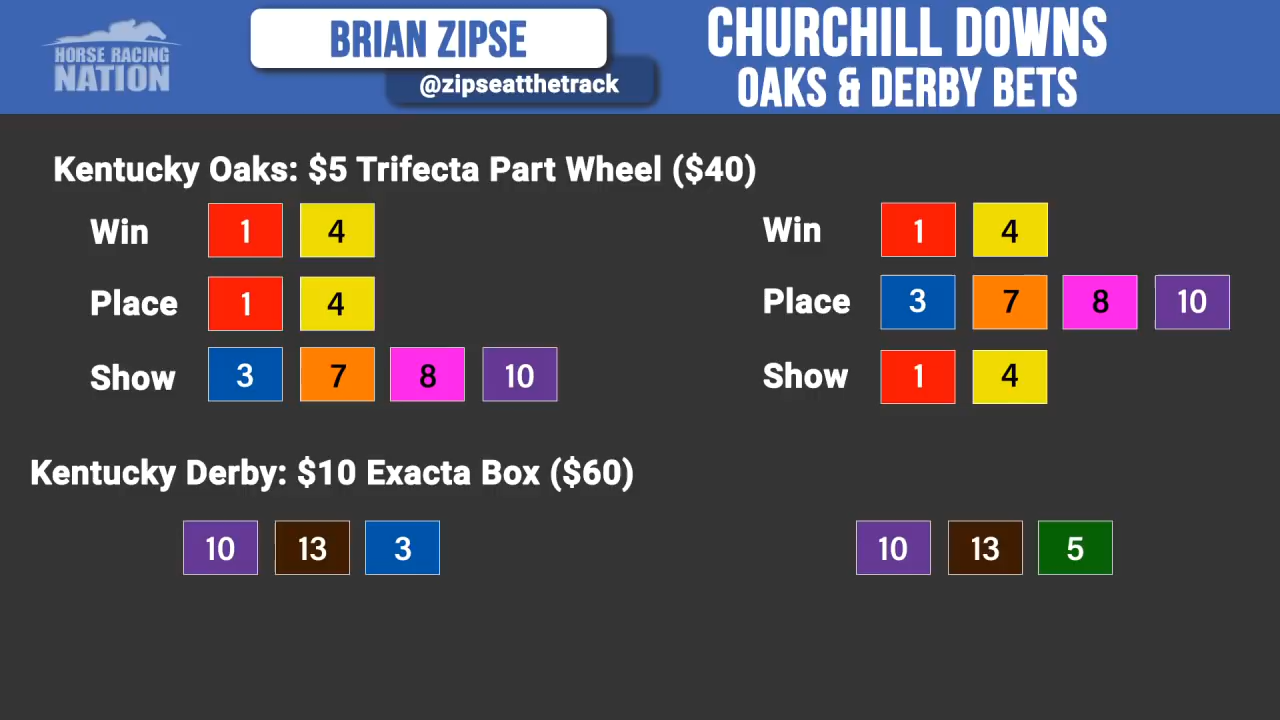 HORSE RACING
NATION
BRIAN ZIPSE
@zipseatthetrack
CHURCHILL DOWNS
OAKS & DERBY BETS
Kentucky Oaks: $5 Trifecta Part Wheel ($40)
Win 1 4
Place 1 4
Show 3 7 8 10
Win 1 4
Place 3 7 8 10
Show 1 4
Kentucky Derby: $10 Exacta Box ($60)
10 13 3
10 13 5